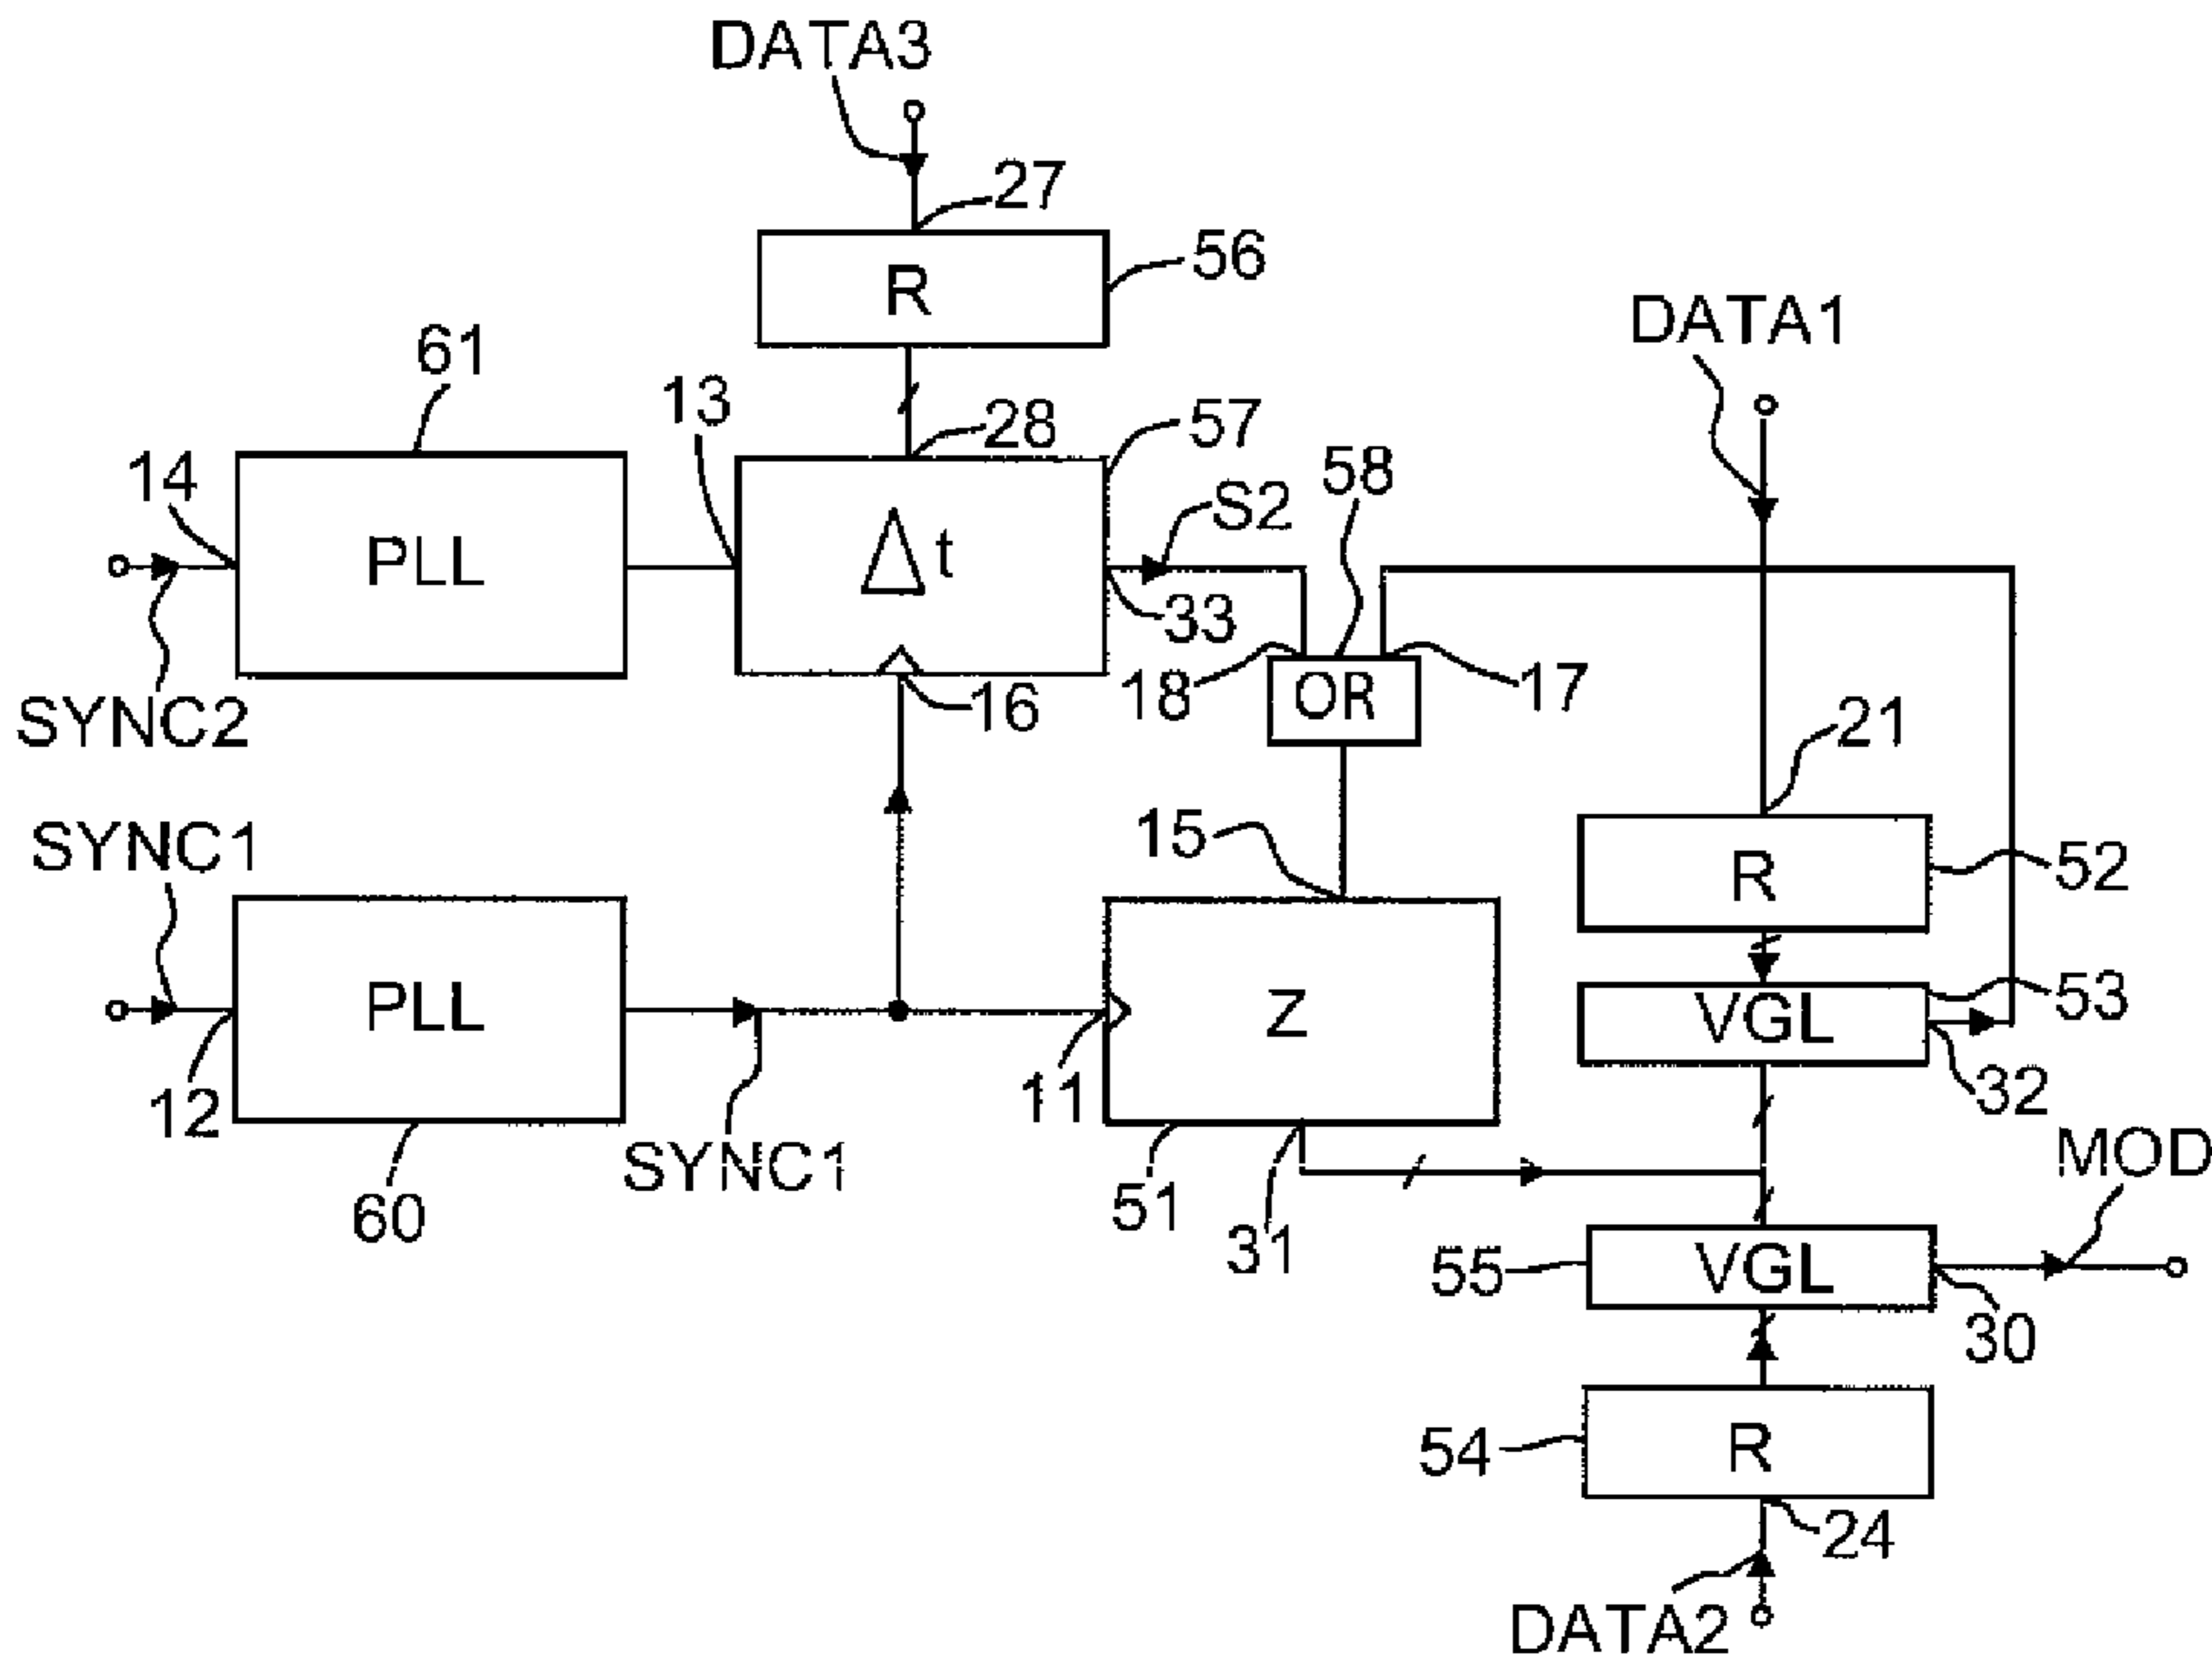 DATA3
27
R
56
DATA1
61
13
28
57
14
58
S2
PLL
Δt
33
18
OR
17
SYNC2
16
21
SYNC1
15
R
52
PLL
Z
VGL
53
12
11
32
SYNC1
MOD
60
51
31
55
VGL
30
54
R
24
DATA2